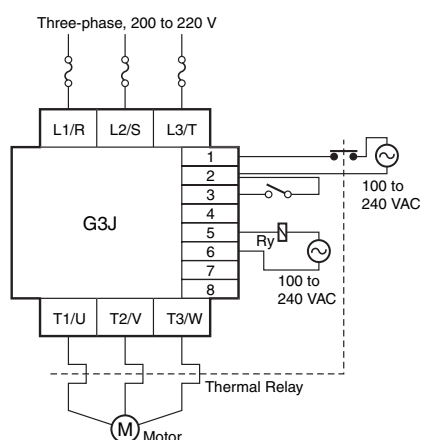 Three-phase, 200 to 220 V
L1/R L2/S L3/T
1
2
3
4
5
6
7
8
G3J
100 to
240 VAC
Ry
100 to
240 VAC
T1/U T2/V T3/W
Thermal Relay
M Motor